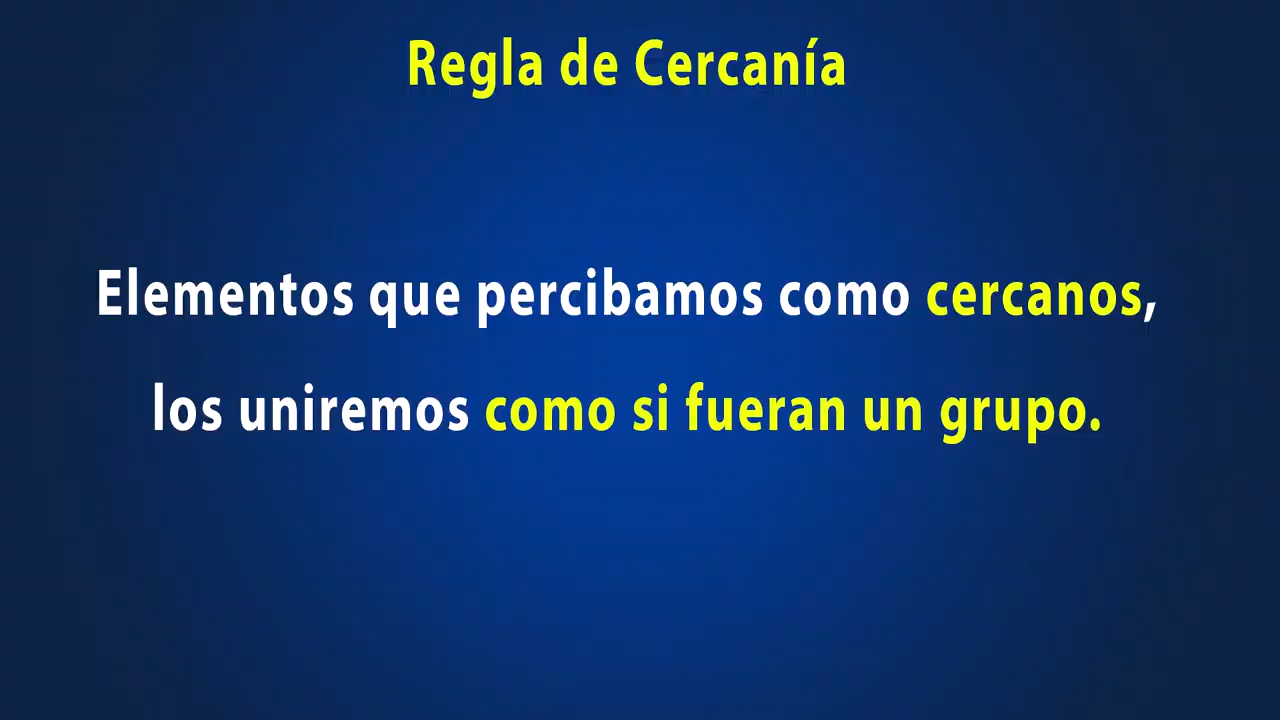 Regla de Cercanía
Elementos que percibamos como cercanos,
los uniremos como si fueran un grupo.